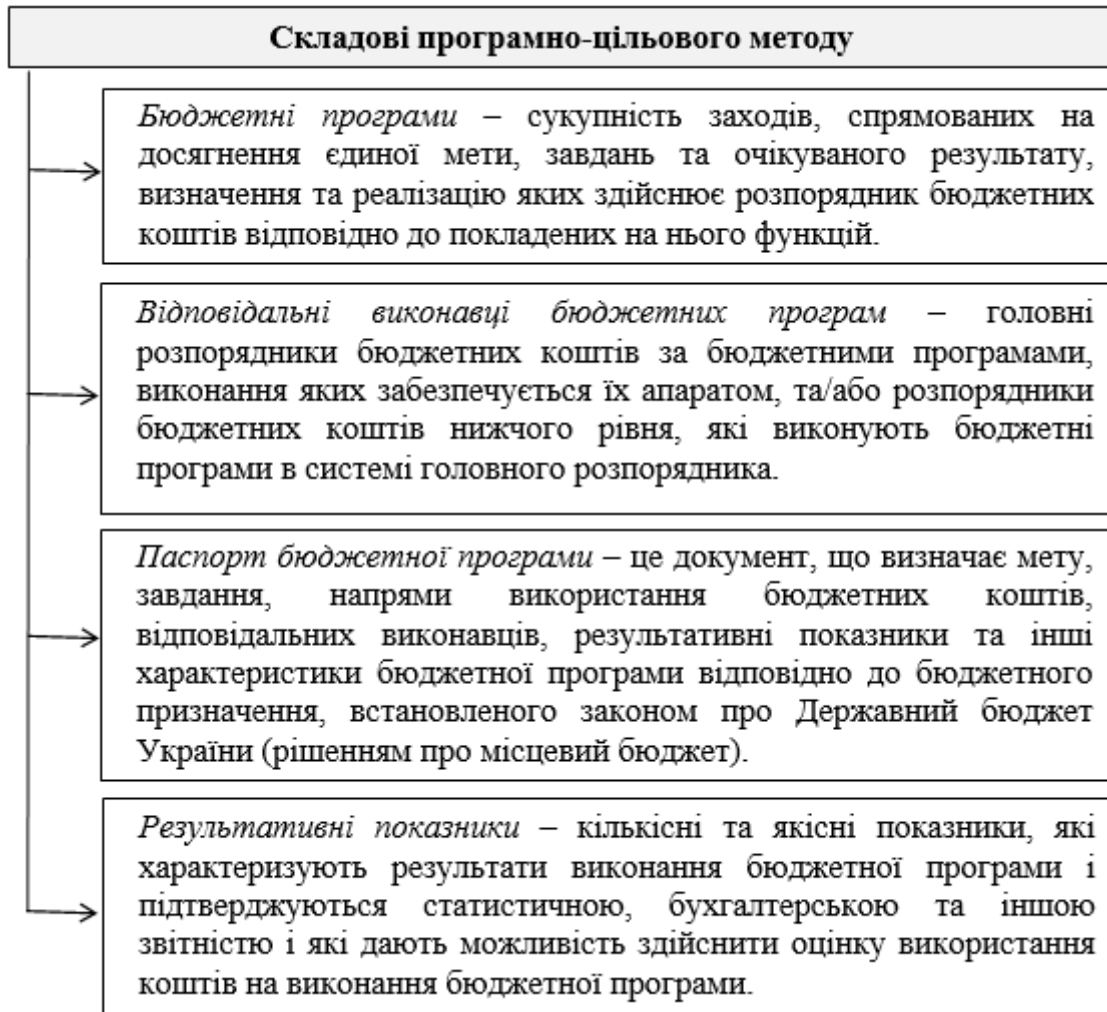 Складові програмно-цільового методу
Бюджетні програми – сукупність заходів, спрямованих на
досягнення єдиної мети, завдань та очікуваного результату,
визначення та реалізацію яких здійснює розпорядник бюджетних
коштів відповідно до покладених на нього функцій.
Відповідальні виконавці бюджетних програм – головні
розпорядники бюджетних коштів за бюджетними програмами,
виконання яких забезпечується їх апаратом, та/або розпорядники
бюджетних коштів нижчого рівня, які виконують бюджетні
програми в системі головного розпорядника.
Паспорт бюджетної програми – це документ, що визначає мету,
завдання, напрями використання бюджетних коштів,
відповідальних виконавців, результативні показники та інші
характеристики бюджетної програми відповідно до бюджетного
призначення, встановленого законом про Державний бюджет
України (рішенням про місцевий бюджет).
Результативні показники – кількісні та якісні показники, які
характеризують результати виконання бюджетної програми і
підтверджуються статистичною, бухгалтерською та іншою
звітністю і які дають можливість здійснити оцінку використання
коштів на виконання бюджетної програми.